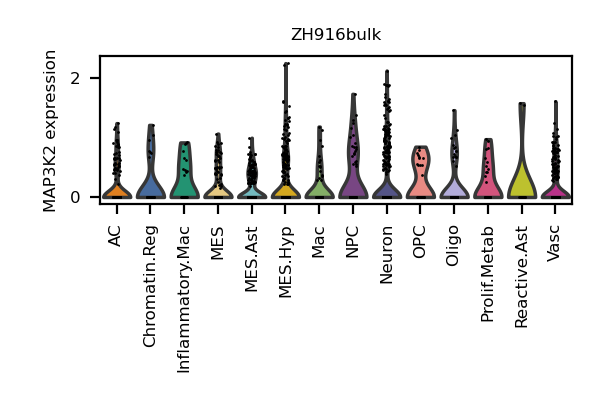 ZH916bulk
MAP3K2 expression
2
0
AC
Chromatin.Reg
Inflammatory.Mac
MES
MES.Ast
MES.Hyp
Mac
NPC
Neuron
OPC
Oligo
Prolif.Metab
Reactive.Ast
Vasc